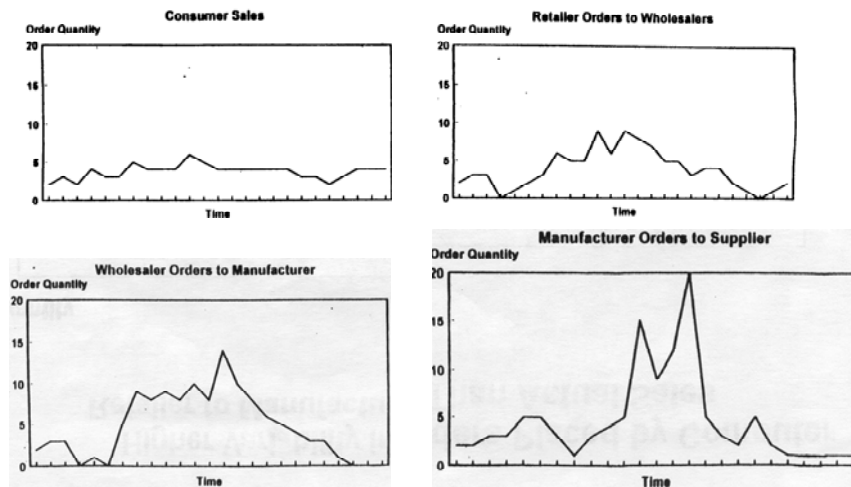 Consumer Sales
Order Quantity
20
15
10
5
0
Time
Retailer Orders to Wholesalers
Order Quantity
20
15
10
5
0
Time
Wholesaler Orders to Manufacturer
Order Quantity
20
15
10
5
0
Time
Manufacturer Orders to Supplier
Order Quantity
20
15
10
5
0
Time